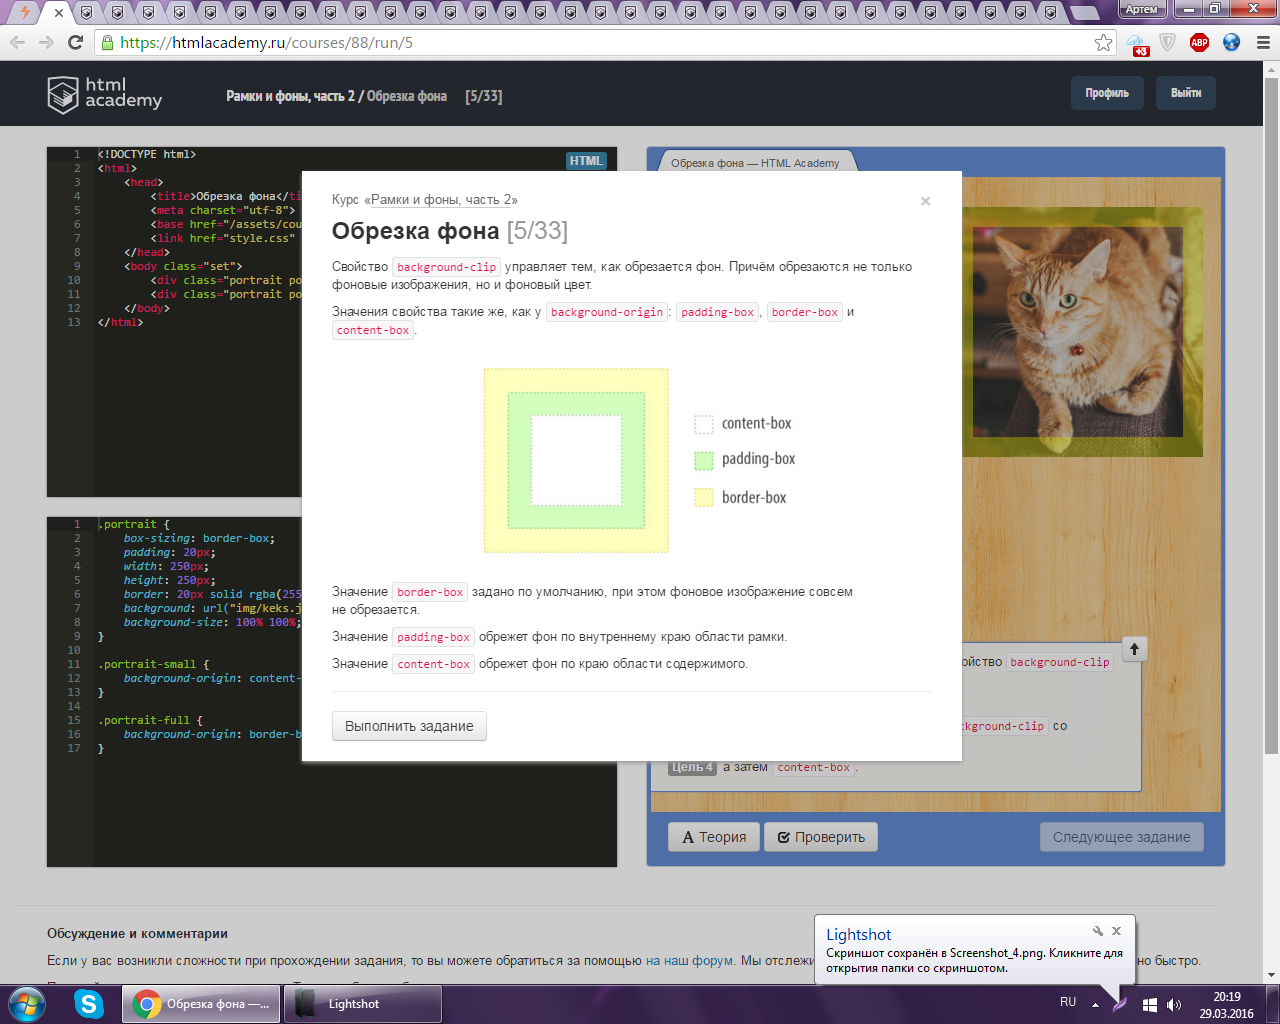 Артем
https://htmlacademy.ru/courses/88/run/5
+3
ABP
html
academy
Рамки и фоны, часть 2 / Обрезка фона [5/33]
Профиль
Выйти
1 <!DOCTYPE html>
2 <html>
3 <head>
4 <title>Обрезка фона</ti
5 <meta charset="utf-8">
6 <base href="/assets/cou
7 <link href="style.css"
8 </head>
9 <body class="set">
10 <div class="portrait po
11 <div class="portrait po
12 </body>
13 </html>
HTML
1 .portrait {
2 box-sizing: border-box;
3 padding: 20px;
4 width: 250px;
5 height: 250px;
6 border: 20px solid rgba(255
7 background: url("img/keks.j
8 background-size: 100% 100%;
9 }
10
11 .portrait-small {
12 background-origin: content-
13 }
14
15 .portrait-full {
16 background-origin: border-b
17 }
Обрезка фона — HTML Academy
Курс «Рамки и фоны, часть 2»
×
Обрезка фона [5/33]
Свойство background-clip управляет тем, как обрезается фон. Причём обрезаются не только
фоновые изображения, но и фоновый цвет.
Значения свойства такие же, как у background-origin: padding-box, border-box и
content-box.
content-box
padding-box
border-box
Значение border-box задано по умолчанию, при этом фоновое изображение совсем
не обрезается.
Значение padding-box обрежет фон по внутреннему краю области рамки.
Значение content-box обрежет фон по краю области содержимого.
Выполнить задание
ойство background-clip
ckground-clip со
Цель 4 а затем content-box.
Теория
Проверить
Следующее задание
Обсуждение и комментарии
Если у вас возникли сложности при прохождении задания, то вы можете обратиться за помощью на наш форум. Мы отслежи
но быстро.
Lightshot
Скриншот сохранён в Screenshot_4.png. Кликните для
открытия папки со скриншотом.
Обрезка фона —...
Lightshot
RU
20:19
29.03.2016